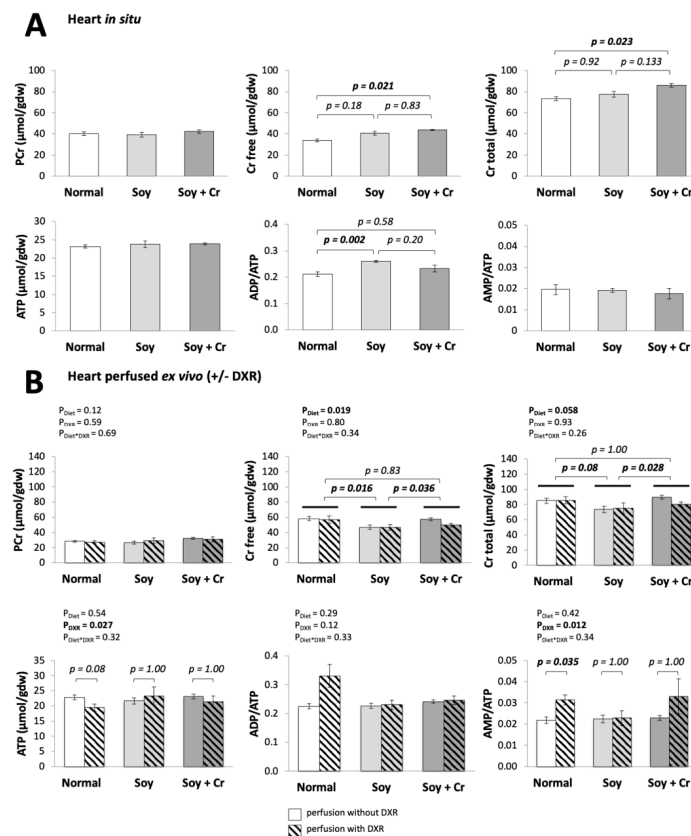 A Heart in situ
p = 0.021
p = 0.18 p = 0.83
p = 0.023
p = 0.92 p = 0.133
PCr (µmol/gdw)
100
80
60
40
20
0
Normal Soy Soy + Cr
Cr free (µmol/gdw)
100
80
60
40
20
0
Normal Soy Soy + Cr
Cr total (µmol/gdw)
100
80
60
40
20
0
Normal Soy Soy + Cr
ATP (µmol/gdw)
30
25
20
15
10
5
0
Normal Soy Soy + Cr
p = 0.58
p = 0.002 p = 0.20
ADP/ATP
0.4
0.3
0.2
0.1
0.0
Normal Soy Soy + Cr
AMP/ATP
0.05
0.04
0.03
0.02
0.01
0.00
Normal Soy Soy + Cr
B Heart perfused ex vivo (+/- DXR)
PDiet = 0.12
PDXR = 0.59
PDiet*DXR = 0.69
PCr (µmol/gdw)
140
120
100
80
60
40
20
0
Normal Soy Soy + Cr
PDiet = 0.019
PDXR = 0.80
PDiet*DXR = 0.34
p = 0.83
p = 0.016 p = 0.036
Cr free (µmol/gdw)
140
120
100
80
60
40
20
0
Normal Soy Soy + Cr
PDiet = 0.058
PDXR = 0.93
PDiet*DXR = 0.26
p = 1.00
p = 0.08 p = 0.028
Cr total (µmol/gdw)
140
120
100
80
60
40
20
0
Normal Soy Soy + Cr
PDiet = 0.54
PDXR = 0.027
PDiet*DXR = 0.32
p = 0.08 p = 1.00 p = 1.00
ATP (µmol/gdw)
35
30
25
20
15
10
5
0
Normal Soy Soy + Cr
PDiet = 0.29
PDXR = 0.12
PDiet*DXR = 0.33
ADP/ATP
0.4
0.3
0.2
0.1
0.0
Normal Soy Soy + Cr
PDiet = 0.42
PDXR = 0.012
PDiet*DXR = 0.34
p = 0.035 p = 1.00 p = 1.00
AMP/ATP
0.05
0.04
0.03
0.02
0.01
0.00
Normal Soy Soy + Cr
perfusion without DXR
perfusion with DXR